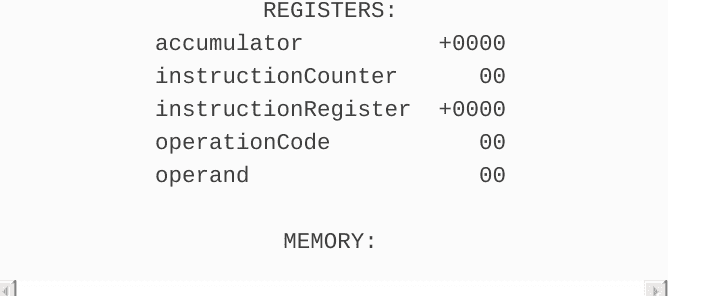 REGISTERS:
accumulator +0000
instructionCounter 00
instructionRegister +0000
operationCode 00
operand 00
MEMORY: